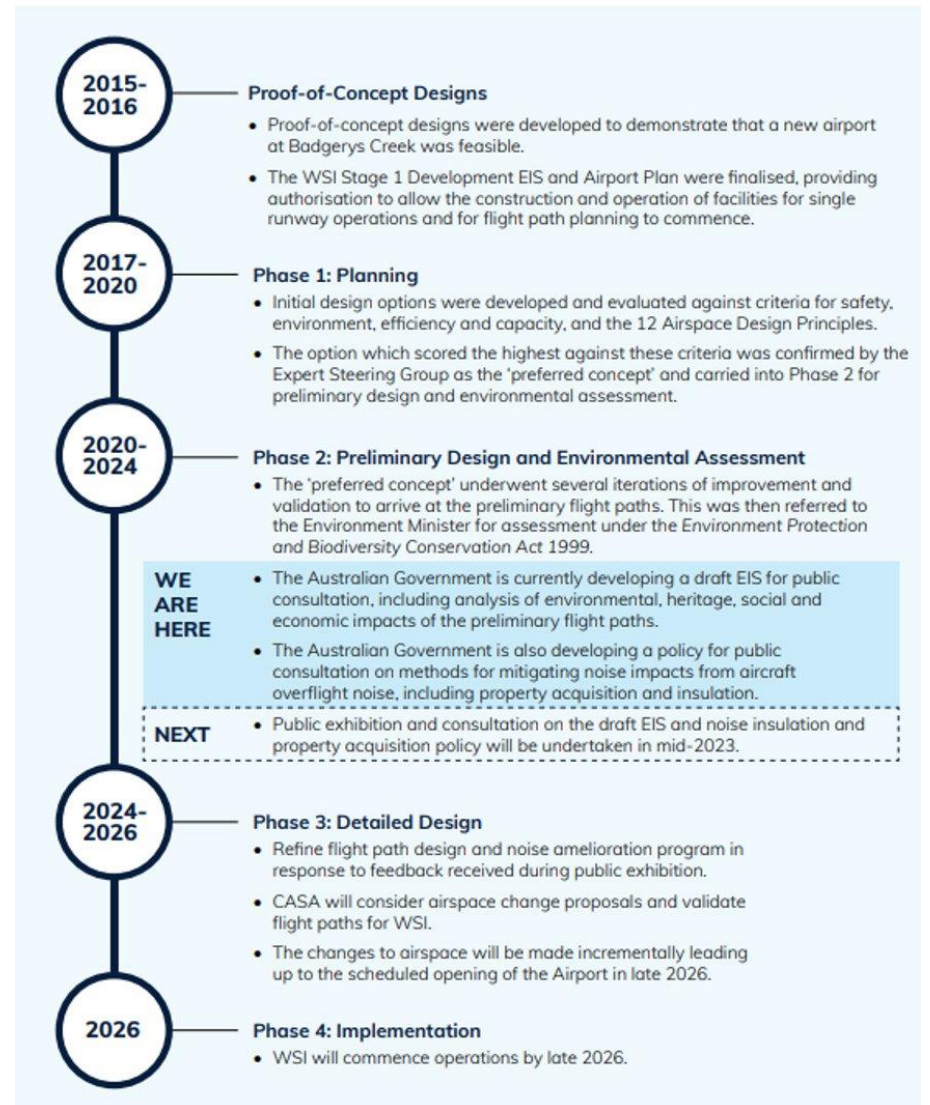 2015-
2016
Proof-of-Concept Designs
• Proof-of-concept designs were developed to demonstrate that a new airport
at Badgerys Creek was feasible.
• The WSI Stage 1 Development EIS and Airport Plan were finalised, providing
authorisation to allow the construction and operation of facilities for single
runway operations and for flight path planning to commence.
2017-
2020
Phase 1: Planning
• Initial design options were developed and evaluated against criteria for safety,
environment, efficiency and capacity, and the 12 Airspace Design Principles.
• The option which scored the highest against these criteria was confirmed by the
Expert Steering Group as the ‘preferred concept’ and carried into Phase 2 for
preliminary design and environmental assessment.
2020-
2024
Phase 2: Preliminary Design and Environmental Assessment
• The ‘preferred concept’ underwent several iterations of improvement and
validation to arrive at the preliminary flight paths. This was then referred to
the Environment Minister for assessment under the Environment Protection
and Biodiversity Conservation Act 1999.
WE
ARE
HERE
• The Australian Government is currently developing a draft EIS for public
consultation, including analysis of environmental, heritage, social and
economic impacts of the preliminary flight paths.
• The Australian Government is also developing a policy for public
consultation on methods for mitigating noise impacts from aircraft
overflight noise, including property acquisition and insulation.
NEXT
• Public exhibition and consultation on the draft EIS and noise insulation and
property acquisition policy will be undertaken in mid-2023.
2024-
2026
Phase 3: Detailed Design
• Refine flight path design and noise amelioration program in
response to feedback received during public exhibition.
• CASA will consider airspace change proposals and validate
flight paths for WSI.
• The changes to airspace will be made incrementally leading
up to the scheduled opening of the Airport in late 2026.
2026
Phase 4: Implementation
• WSI will commence operations by late 2026.